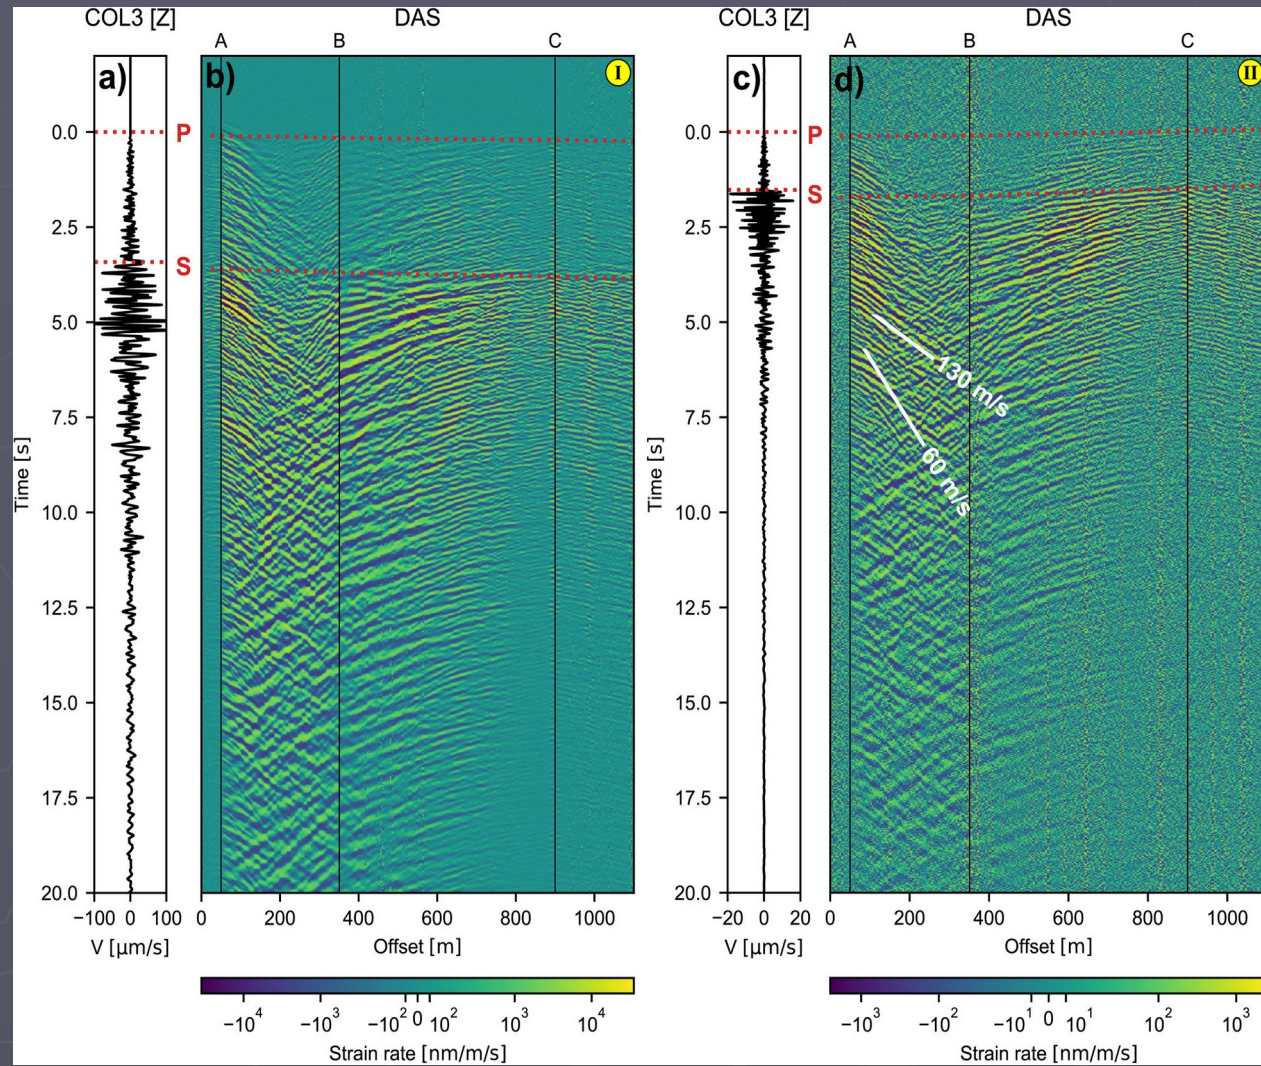 COL3 [Z]
DAS
COL3 [Z]
DAS
A
B
C
A
B
C
a)
b)
I
c)
d)
II
0.0
2.5
5.0
7.5
10.0
12.5
15.0
17.5
20.0
Time [s]
P
S
−100 0 100
V [µm/s]
0 200 400 600 800 1000
Offset [m]
−10⁴ −10³ −10² 0 10² 10³ 10⁴
Strain rate [nm/m/s]
0.0
2.5
5.0
7.5
10.0
12.5
15.0
17.5
20.0
Time [s]
P
S
130 m/s
60 m/s
−20 0 20
V [µm/s]
0 200 400 600 800 1000
Offset [m]
−10³ −10² −10¹ 0 10¹ 10² 10³
Strain rate [nm/m/s]